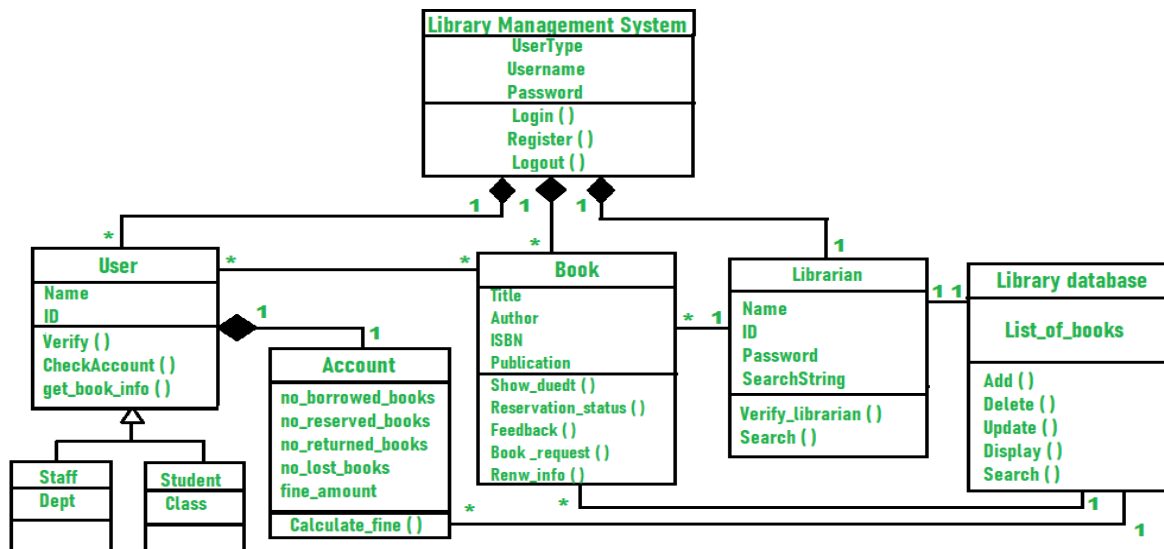 Library Management System
UserType
Username
Password
Login ( )
Register ( )
Logout ( )
1
1
1
*
*
1
User
Name
ID
Verify ( )
CheckAccount ( )
get_book_info ( )
*
*
1
1
Account
no_borrowed_books
no_reserved_books
no_returned_books
no_lost_books
fine_amount
Calculate_fine ( )
Staff
Dept
Student
Class
Book
Title
Author
ISBN
Publication
Show_duedt ( )
Reservation_status ( )
Feedback ( )
Book _request ( )
Renw_info ( )
*
1
Librarian
Name
ID
Password
SearchString
Verify_librarian ( )
Search ( )
1
1
Library database
List_of_books
Add ( )
Delete ( )
Update ( )
Display ( )
Search ( )
*
1
*
1